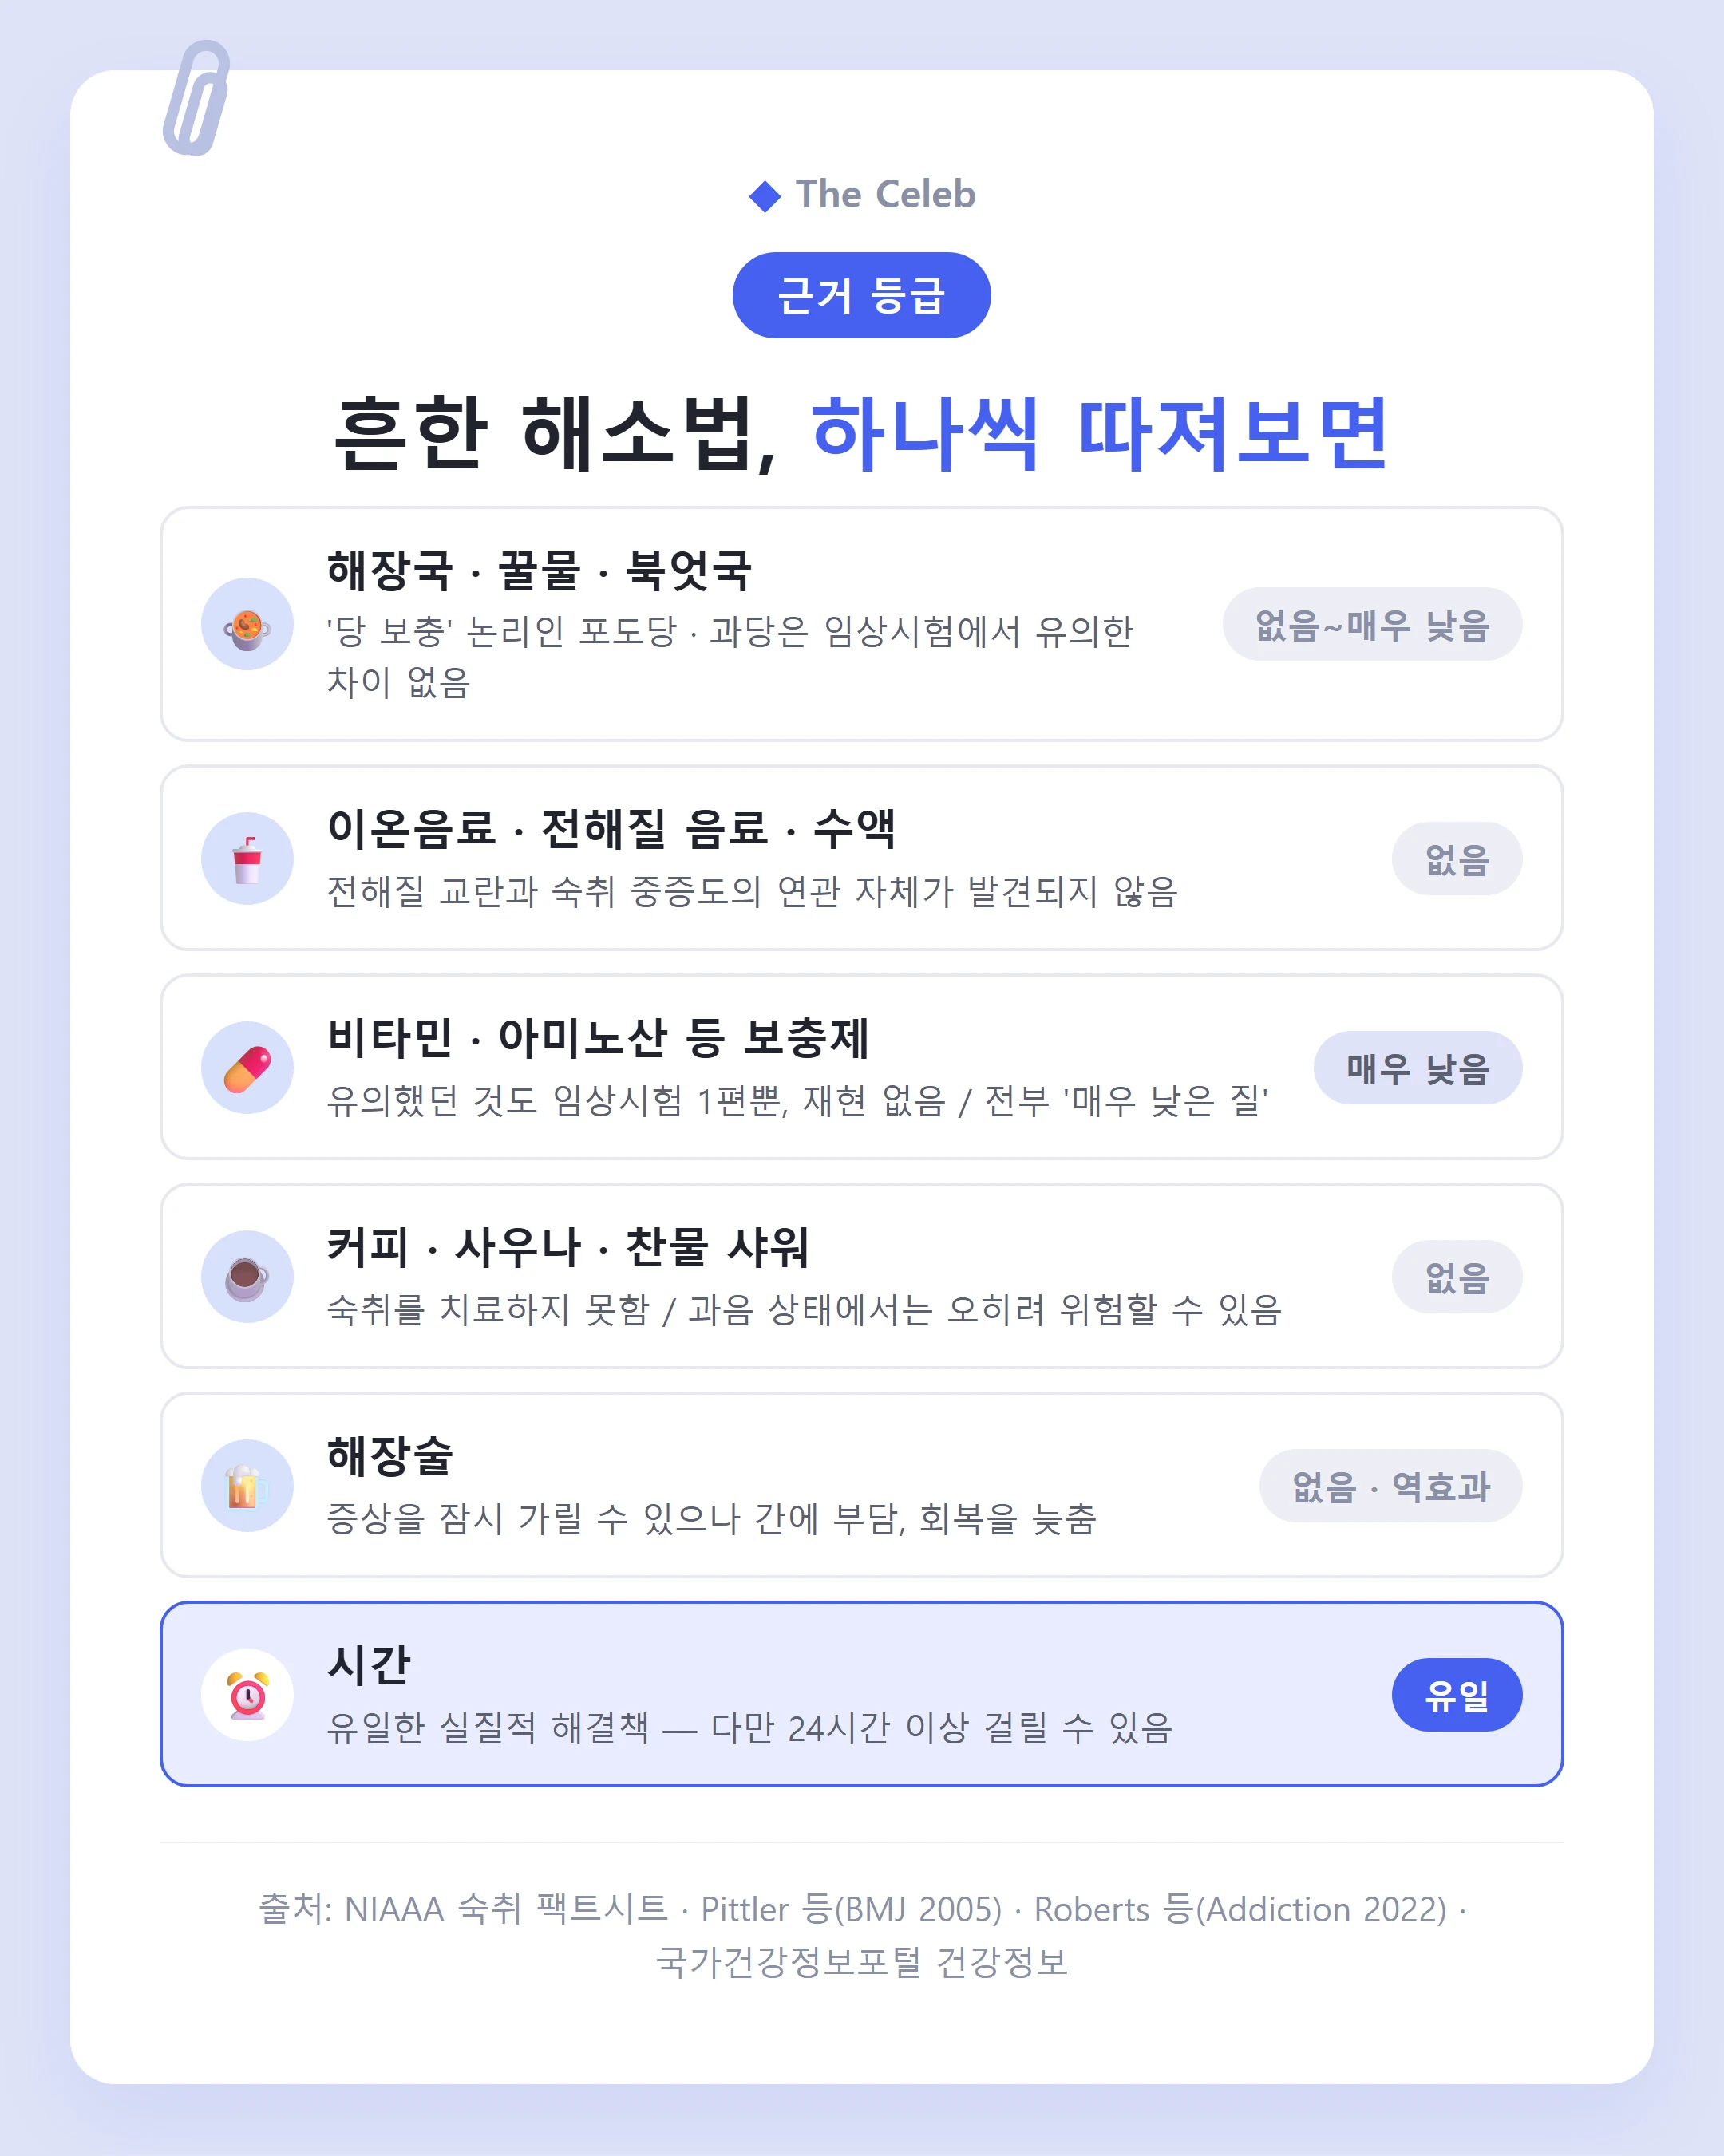 The Celeb
근거 등급
흔한 해소법, 하나씩 따져보면
해장국 · 꿀물 · 북엇국
'당 보충' 논리인 포도당 · 과당은 임상시험에서 유의한
차이 없음
없음~매우 낮음
이온음료 · 전해질 음료 · 수액
전해질 교란과 숙취 중증도의 연관 자체가 발견되지 않음
없음
비타민 · 아미노산 등 보충제
유의했던 것도 임상시험 1편뿐, 재현 없음 / 전부 '매우 낮은 질'
매우 낮음
커피 · 사우나 · 찬물 샤워
숙취를 치료하지 못함 / 과음 상태에서는 오히려 위험할 수 있음
없음
해장술
증상을 잠시 가릴 수 있으나 간에 부담, 회복을 늦춤
없음 · 역효과
시간
유일한 실질적 해결책 — 다만 24시간 이상 걸릴 수 있음
유일
출처: NIAAA 숙취 팩트시트 · Pittler 등(BMJ 2005) · Roberts 등(Addiction 2022) ·
국가건강정보포털 건강정보